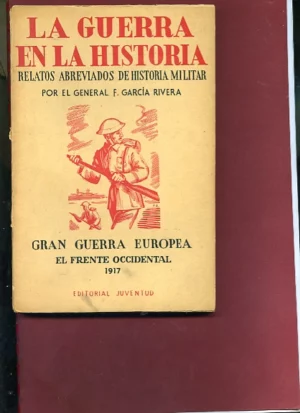 LA GUERRA
EN LA HISTORIA
RELATOS ABREVIADOS DE HISTORIA MILITAR
POR EL GENERAL F. GARCÍA RIVERA
GRAN GUERRA EUROPEA
EL FRENTE OCCIDENTAL
1917
EDITORIAL JUVENTUD